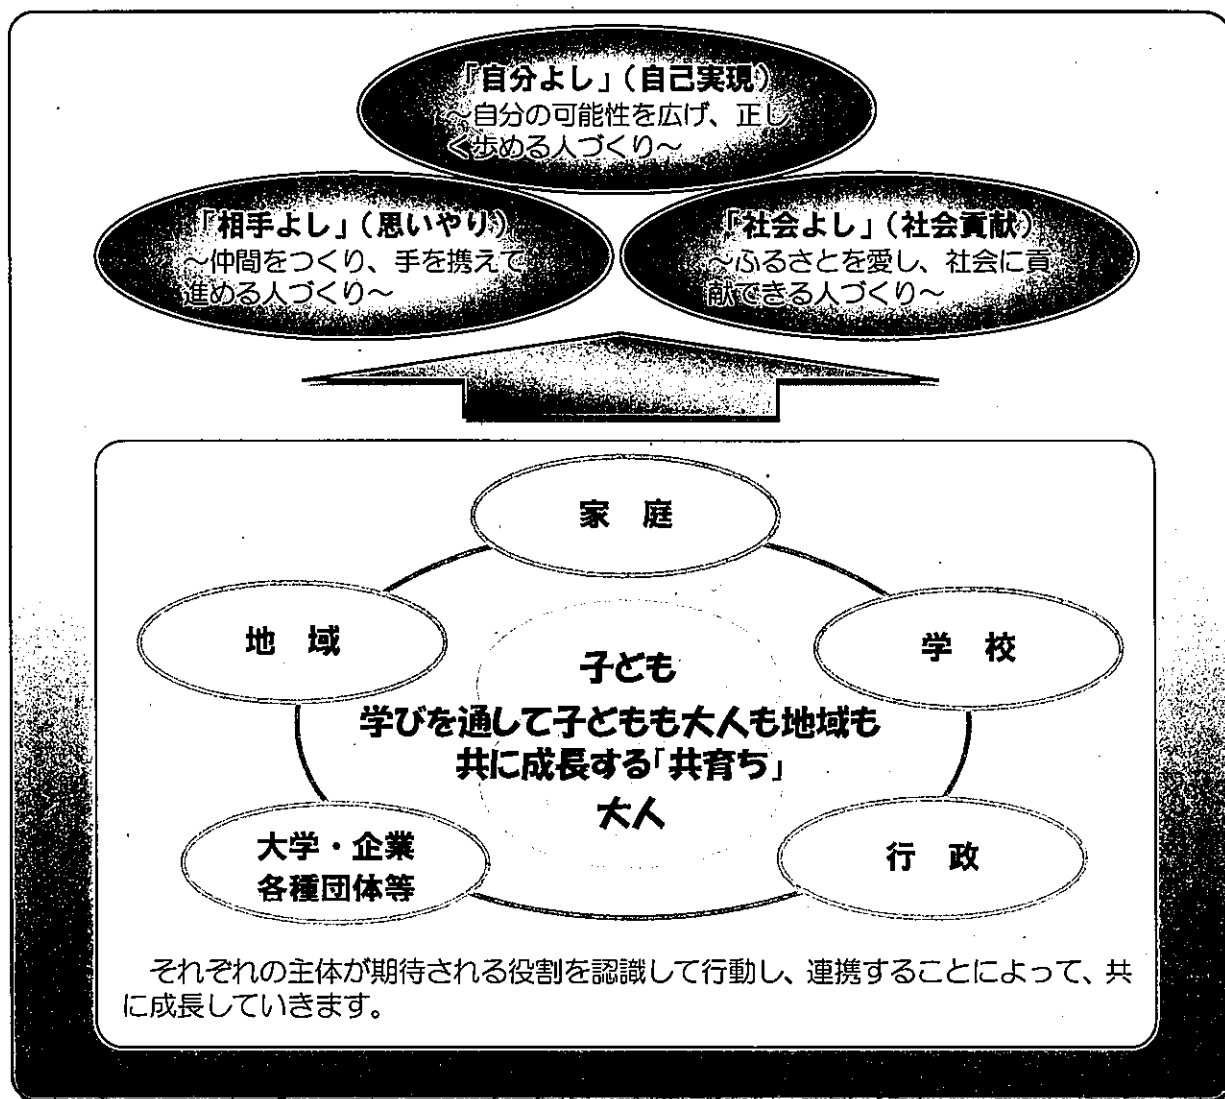 「自分よし」(自己実現)
～自分の可能性を広げ、正し
く歩める人づくり～
「相手よし」(思いやり)
～仲間をつくり、手を携えて
進める人づくり～
「社会よし」(社会貢献)
～ふるさとを愛し、社会に貢
献できる人づくり～
家　庭
地　域
学　校
子ども
学びを通して子どもも大人も地域も
共に成長する「共育ち」
大人
大学・企業
各種団体等
行　政
　それぞれの主体が期待される役割を認識して行動し、連携することによって、共
に成長していきます。